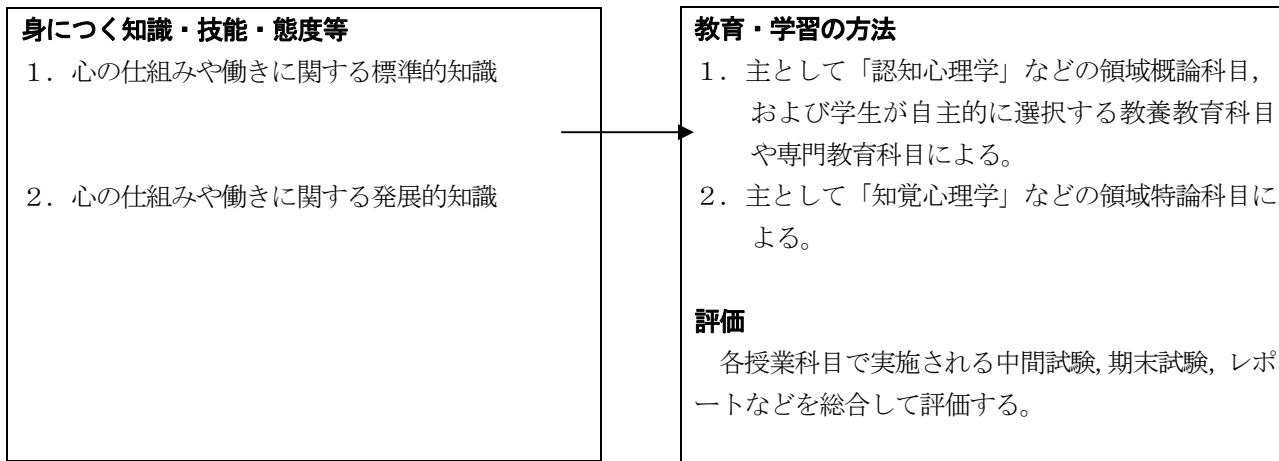 身につく知識・技能・態度等
１．心の仕組みや働きに関する標準的知識
２．心の仕組みや働きに関する発展的知識
教育・学習の方法
１．主として「認知心理学」などの領域概論科目，
および学生が自主的に選択する教養教育科目
や専門教育科目による。
２．主として「知覚心理学」などの領域特論科目に
よる。
評価
各授業科目で実施される中間試験，期末試験，レポ
ートなどを総合して評価する。